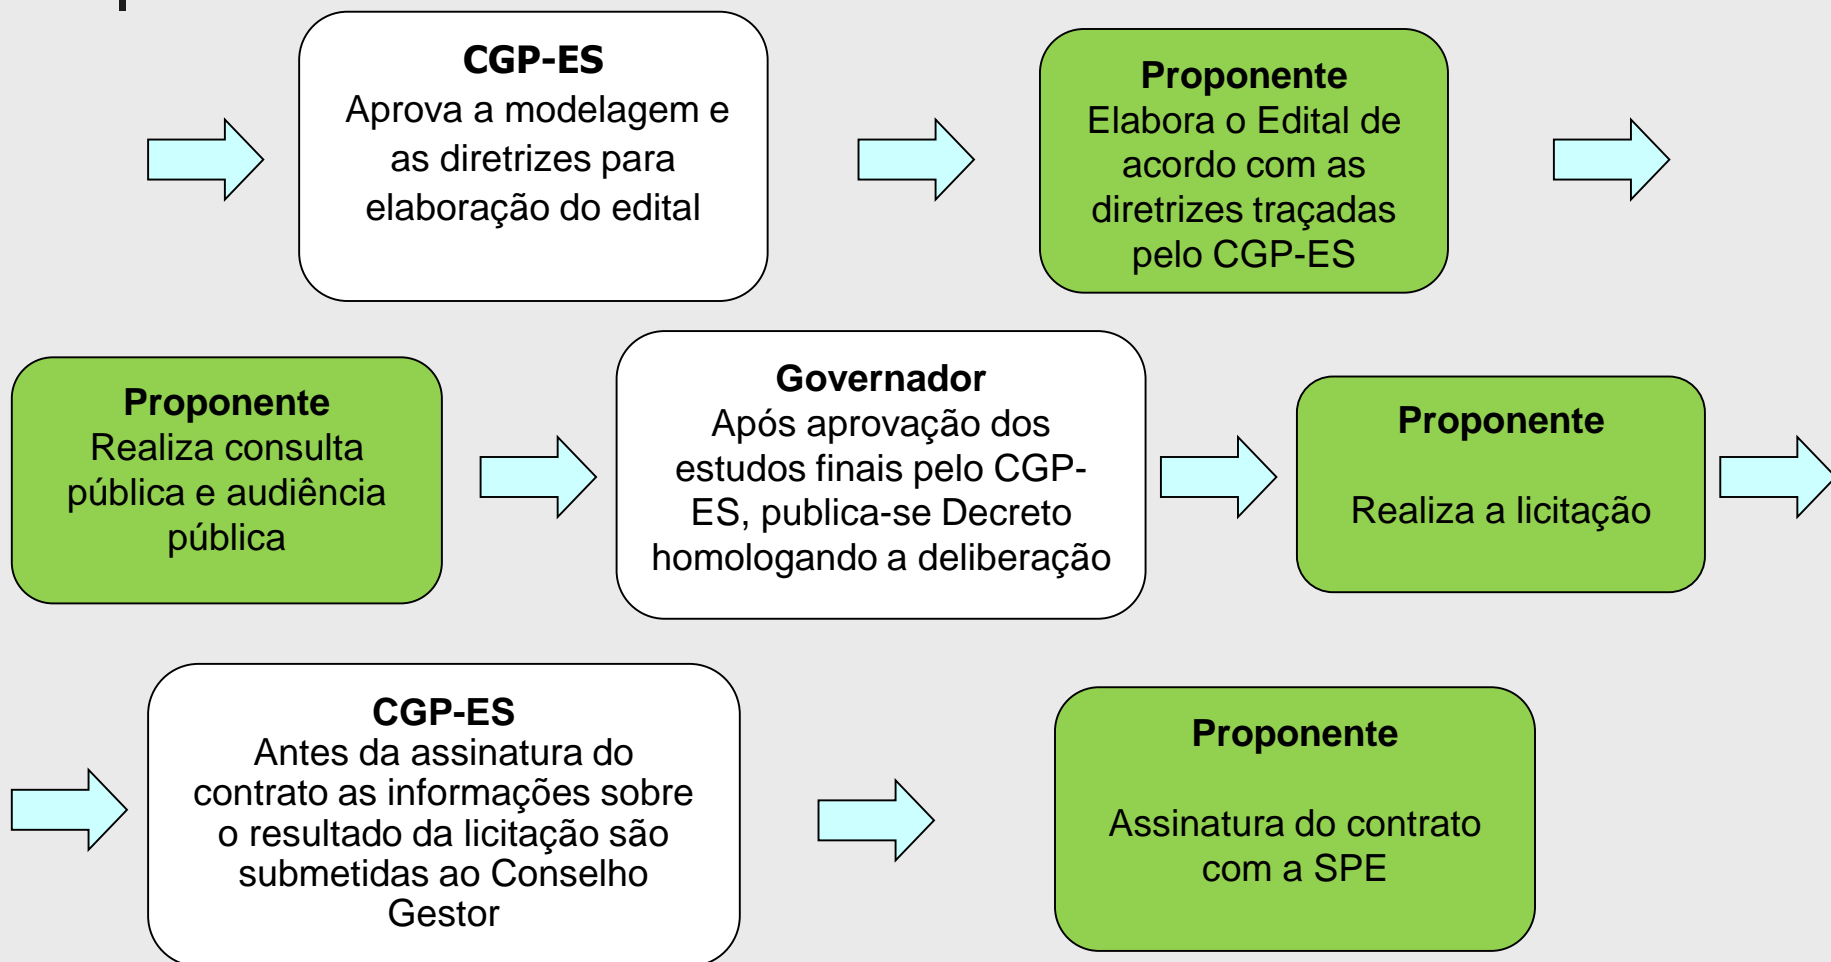 CGP-ES
Aprova a modelagem e
as diretrizes para
elaboração do edital
Proponente
Elabora o Edital de
acordo com as
diretrizes traçadas
pelo CGP-ES
Proponente
Realiza consulta
pública e audiência
pública
Governador
Após aprovação dos
estudos finais pelo CGP-
ES, publica-se Decreto
homologando a deliberação
Proponente
Realiza a licitação
CGP-ES
Antes da assinatura do
contrato as informações sobre
o resultado da licitação são
submetidas ao Conselho
Gestor
Proponente
Assinatura do contrato
com a SPE